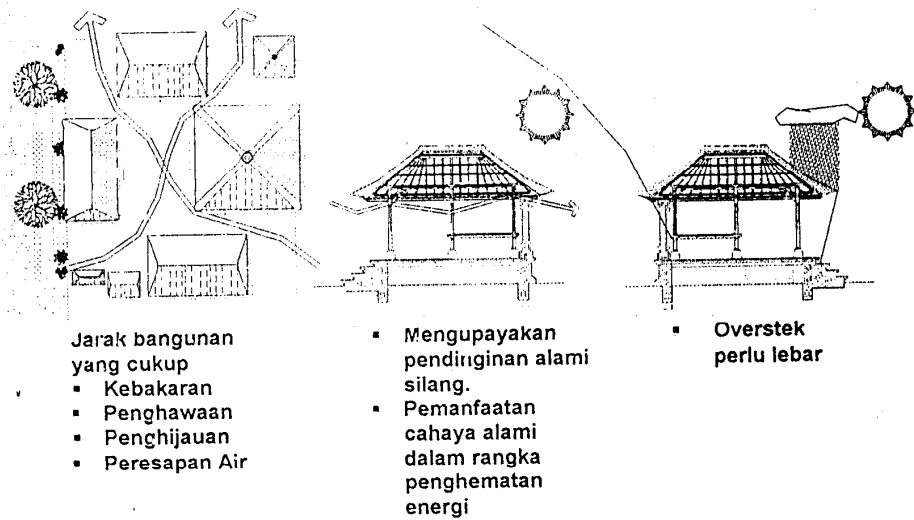 Jarak bangunan
yang cukup
▪ Kebakaran
▪ Penghawaan
▪ Penghijauan
▪ Peresapan Air
▪ Mengupayakan
pendinginan alami
silang.
▪ Pemanfaatan
cahaya alami
dalam rangka
penghematan
energi
▪ Overstek
perlu lebar